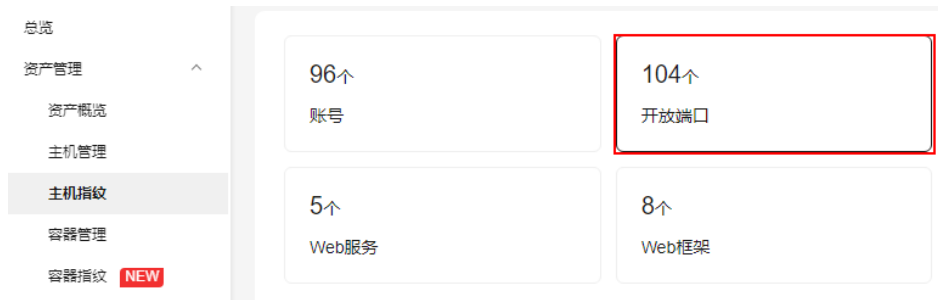 总览
资产管理
资产概览
主机管理
主机指纹
容器管理
容器指纹 NEW
96个
账号
104个
开放端口
5个
Web服务
8个
Web框架